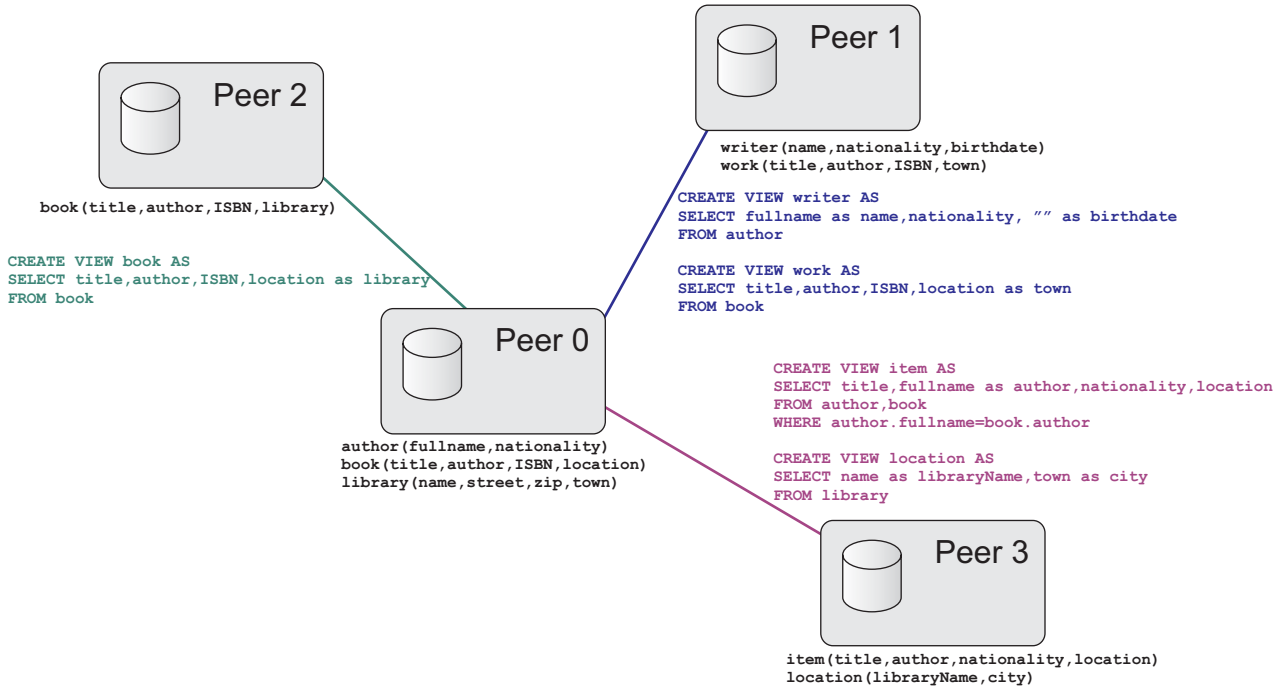 Peer 1
writer(name,nationality,birthdate)
work(title,author,ISBN,town)
Peer 2
book(title,author,ISBN,library)
CREATE VIEW writer AS
SELECT fullname as name,nationality, ”” as birthdate
FROM author
CREATE VIEW work AS
SELECT title,author,ISBN,location as town
FROM book
CREATE VIEW book AS
SELECT title,author,ISBN,location as library
FROM book
Peer 0
author(fullname,nationality)
book(title,author,ISBN,location)
library(name,street,zip,town)
CREATE VIEW item AS
SELECT title,fullname as author,nationality,location
FROM author,book
WHERE author.fullname=book.author
CREATE VIEW location AS
SELECT name as libraryName,town as city
FROM library
Peer 3
item(title,author,nationality,location)
location(libraryName,city)